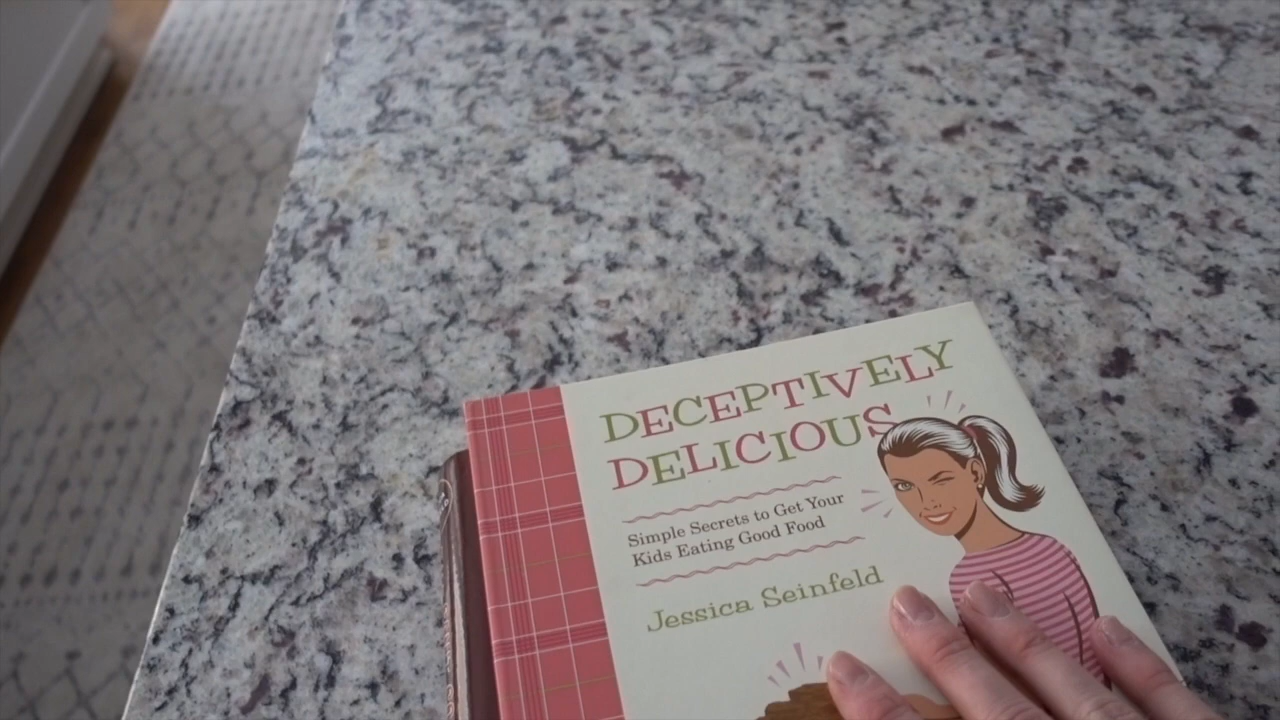 DECEPTIVELY
DELICIOUS
Simple Secrets to Get Your
Kids Eating Good Food
Jessica Seinfeld